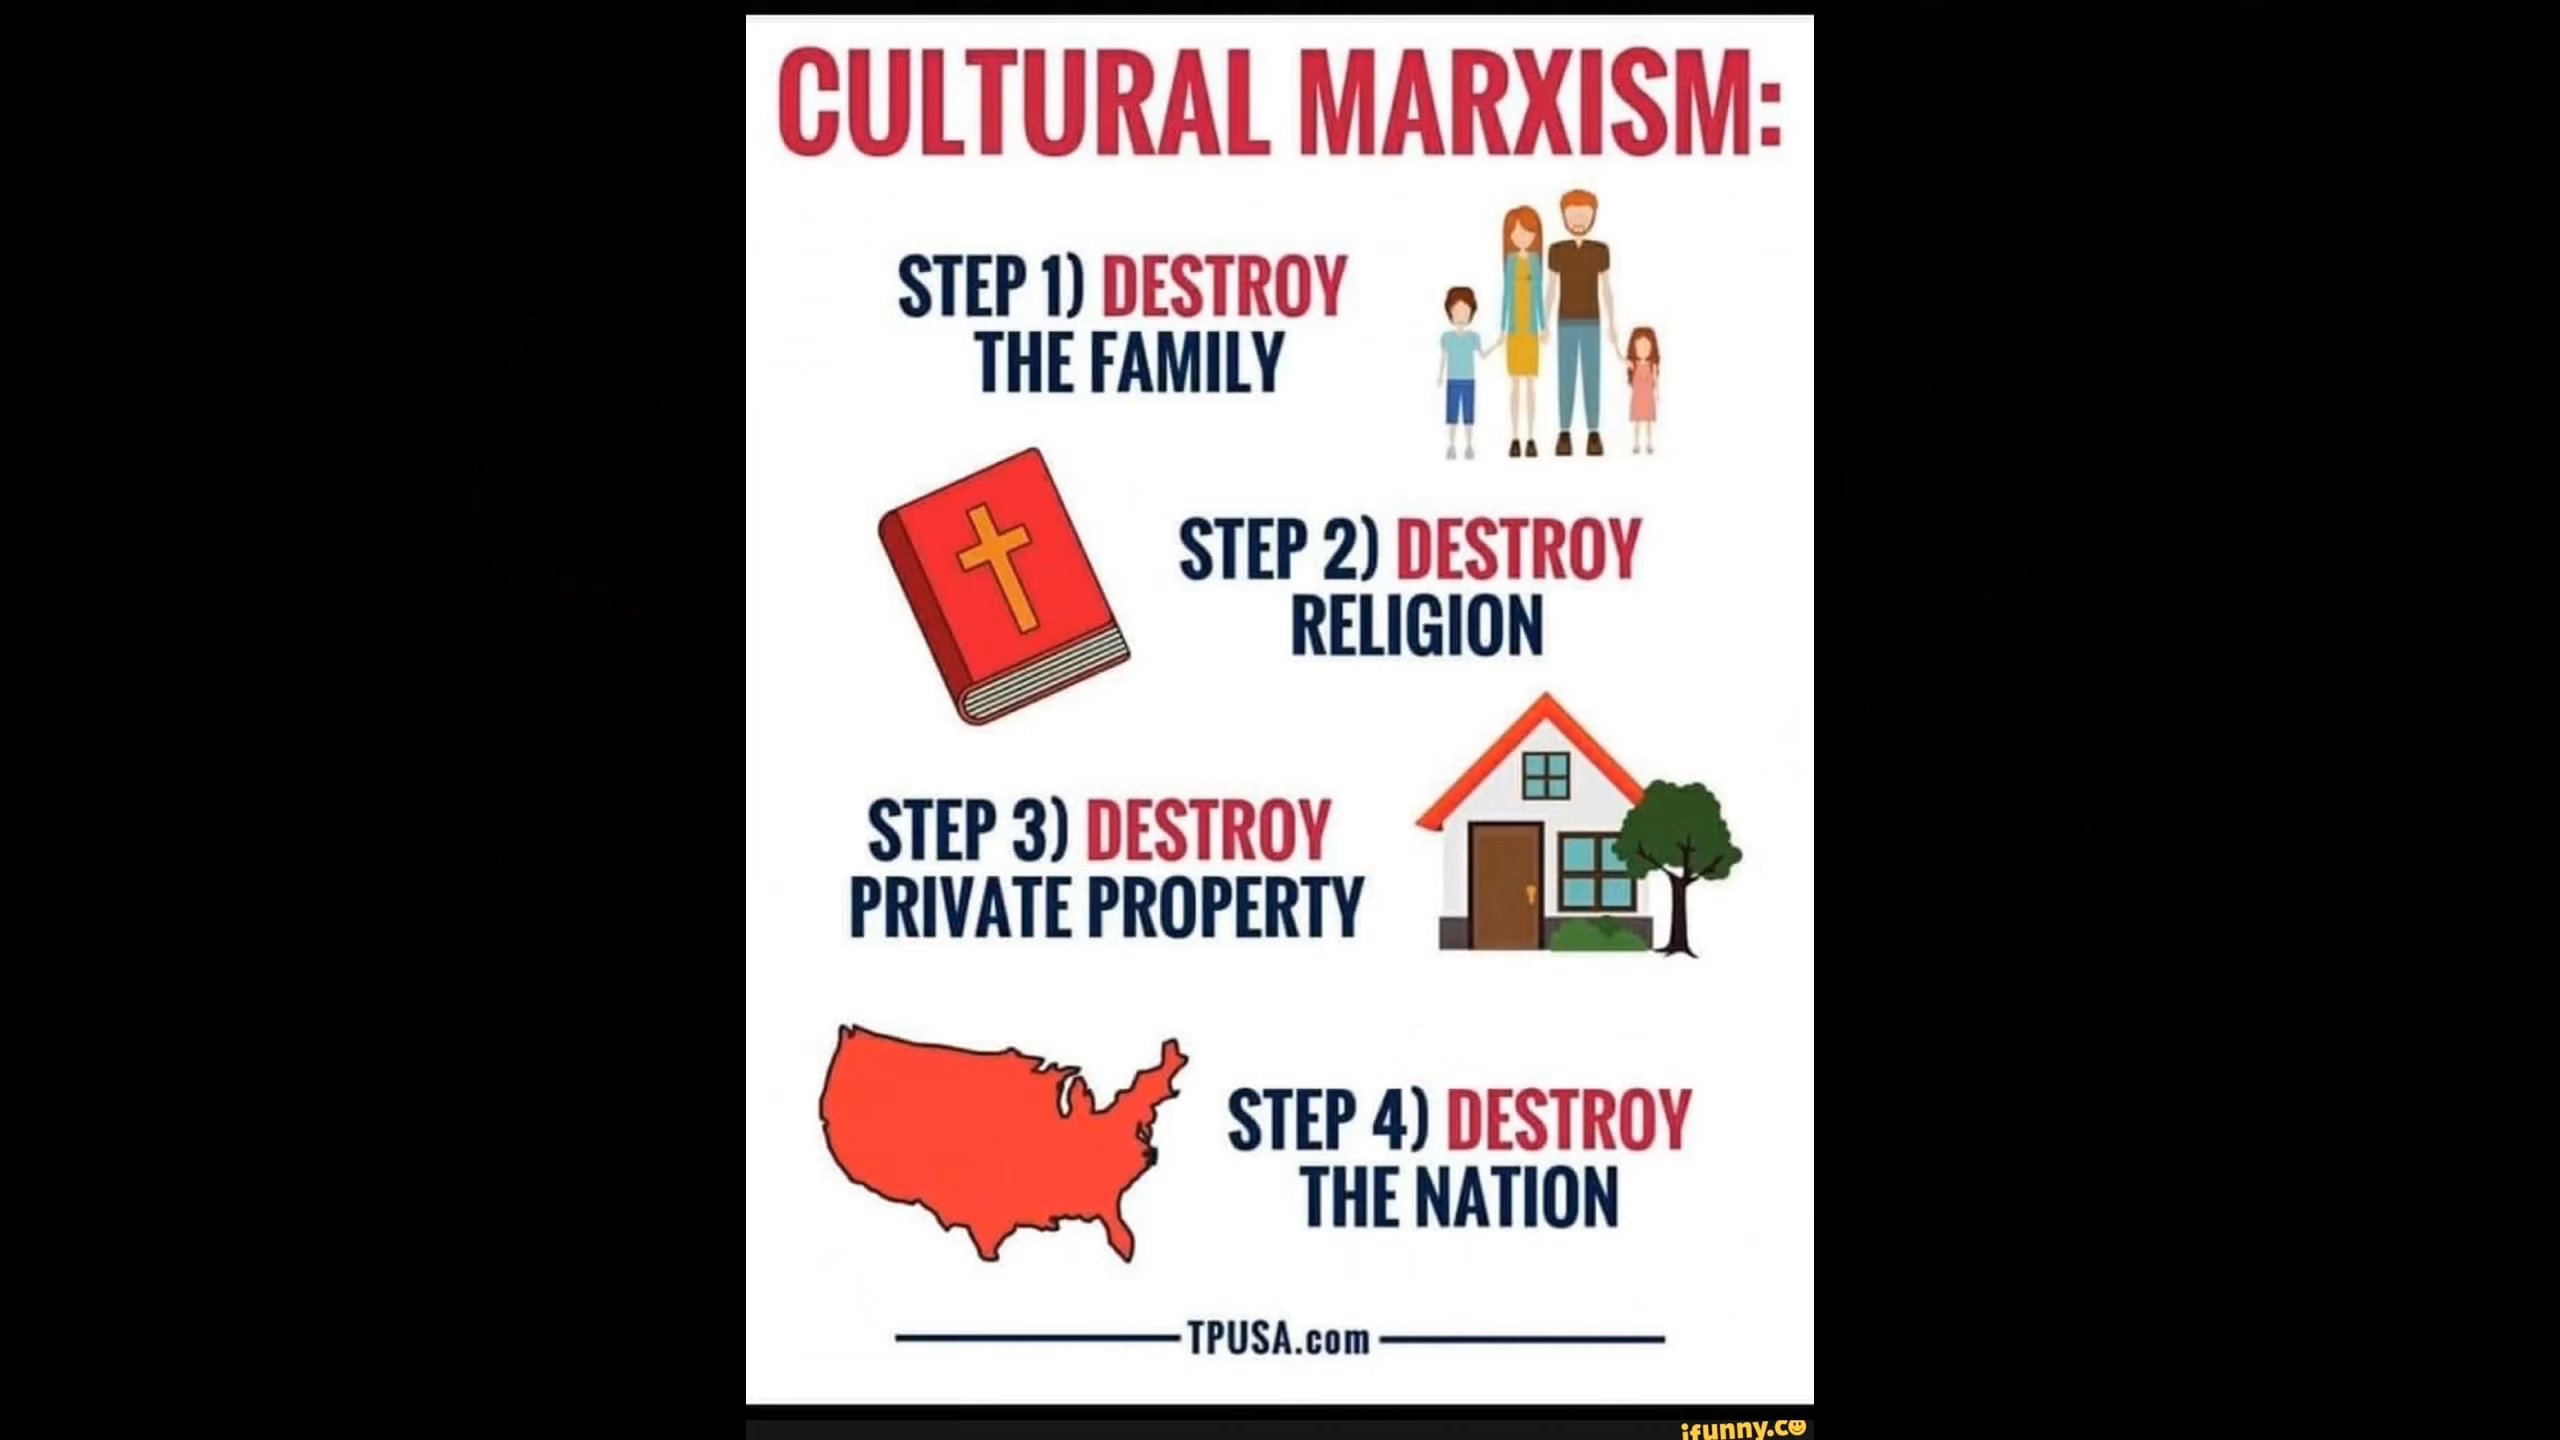 CULTURAL MARXISM:
STEP 1) DESTROY
THE FAMILY
STEP 2) DESTROY
RELIGION
STEP 3) DESTROY
PRIVATE PROPERTY
STEP 4) DESTROY
THE NATION
TPUSA.com
ifunny.co